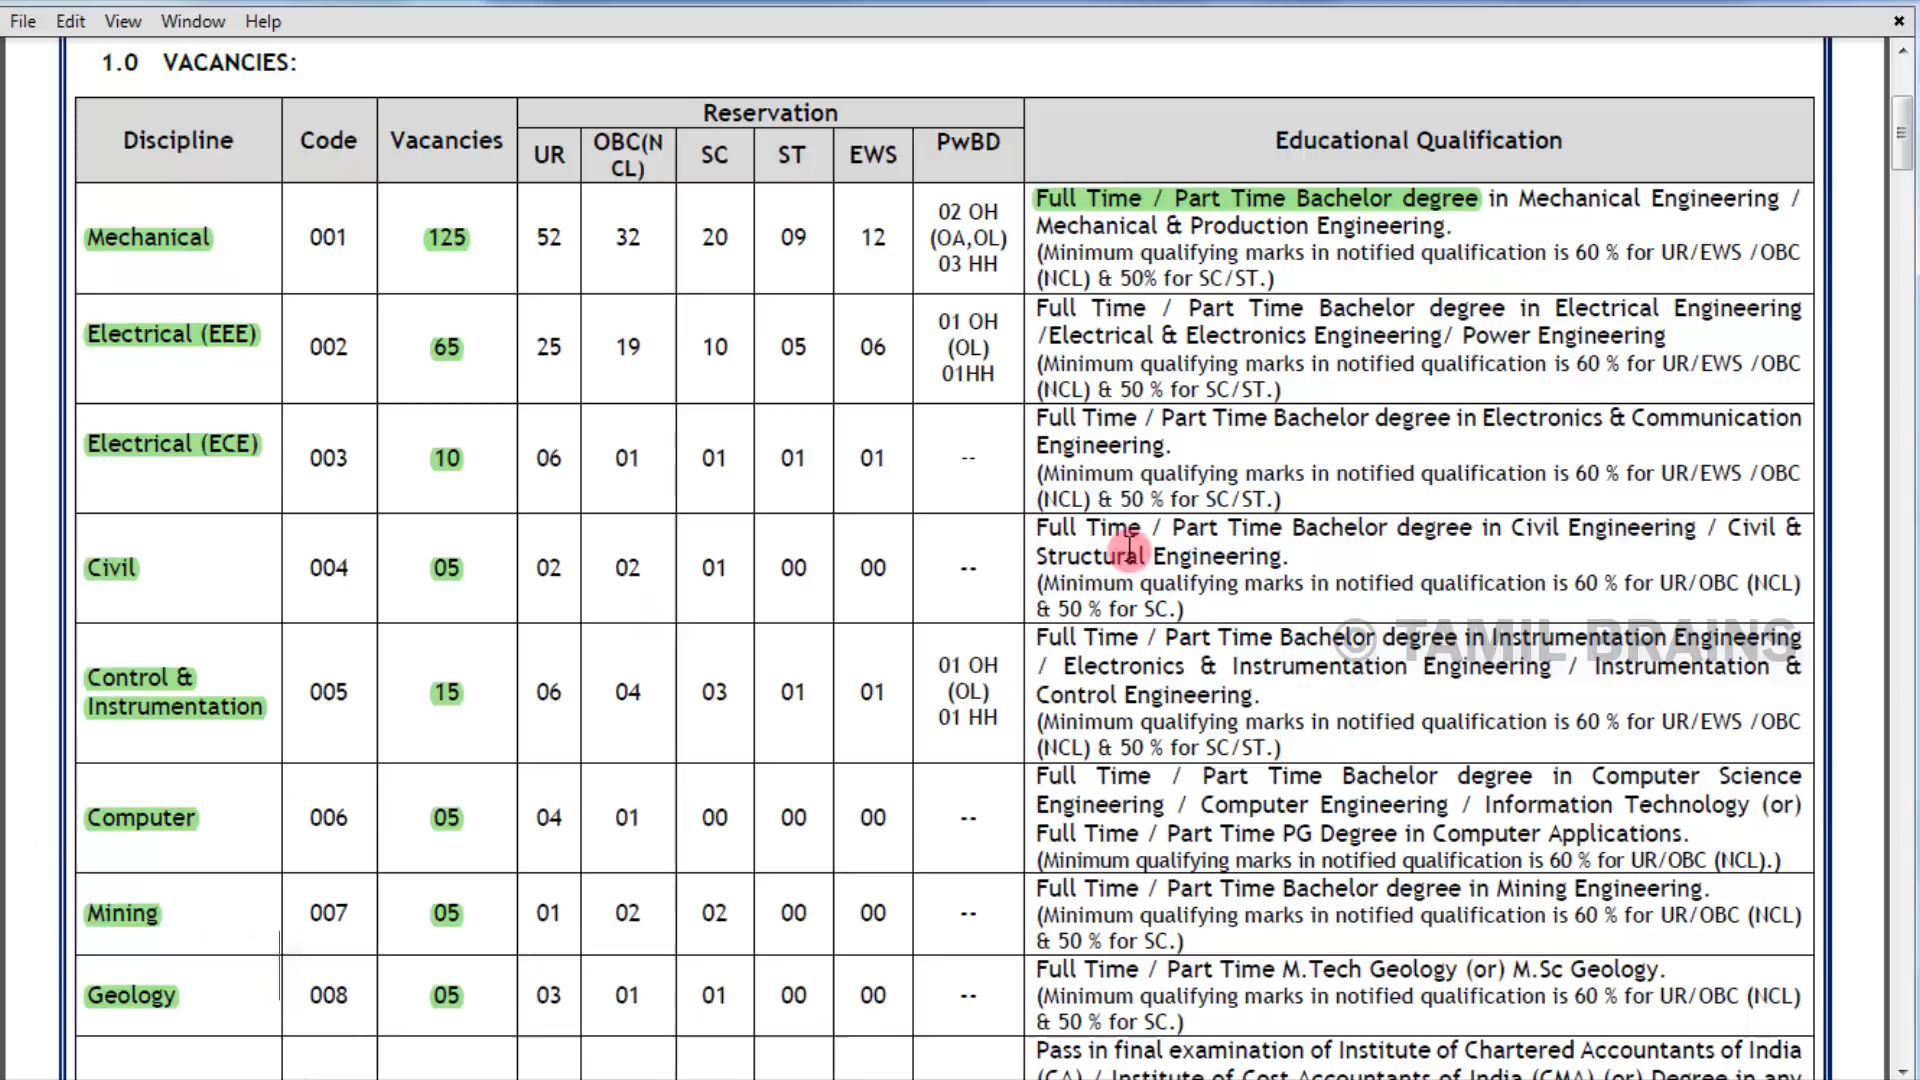 File Edit View Window Help
1.0 VACANCIES:
Discipline Code Vacancies Reservation Educational Qualification
UR OBC(N
CL) SC ST EWS PwBD
Mechanical 001 125 52 32 20 09 12
02 OH
(OA,OL)
03 HH
Full Time / Part Time Bachelor degree in Mechanical Engineering /
Mechanical & Production Engineering.
(Minimum qualifying marks in notified qualification is 60 % for UR/EWS /OBC
(NCL) & 50% for SC/ST.)
Electrical (EEE) 002 65 25 19 10 05 06
01 OH
(OL)
01HH
Full Time / Part Time Bachelor degree in Electrical Engineering
/Electrical & Electronics Engineering/ Power Engineering
(Minimum qualifying marks in notified qualification is 60 % for UR/EWS /OBC
(NCL) & 50 % for SC/ST.)
Electrical (ECE) 003 10 06 01 01 01 01 --
Full Time / Part Time Bachelor degree in Electronics & Communication
Engineering.
(Minimum qualifying marks in notified qualification is 60 % for UR/EWS /OBC
(NCL) & 50 % for SC/ST.)
Civil 004 05 02 02 01 00 00 --
Full Time / Part Time Bachelor degree in Civil Engineering / Civil &
Structural Engineering.
(Minimum qualifying marks in notified qualification is 60 % for UR/OBC (NCL)
& 50 % for SC.)
© TAMIL BRAINS
Control &
Instrumentation 005 15 06 04 03 01 01
01 OH
(OL)
01 HH
Full Time / Part Time Bachelor degree in Instrumentation Engineering
/ Electronics & Instrumentation Engineering / Instrumentation &
Control Engineering.
(Minimum qualifying marks in notified qualification is 60 % for UR/EWS /OBC
(NCL) & 50 % for SC/ST.)
Computer 006 05 04 01 00 00 00 --
Full Time / Part Time Bachelor degree in Computer Science
Engineering / Computer Engineering / Information Technology (or)
Full Time / Part Time PG Degree in Computer Applications.
(Minimum qualifying marks in notified qualification is 60 % for UR/OBC (NCL).)
Mining 007 05 01 02 02 00 00 --
Full Time / Part Time Bachelor degree in Mining Engineering.
(Minimum qualifying marks in notified qualification is 60 % for UR/OBC (NCL)
& 50 % for SC.)
Geology 008 05 03 01 01 00 00 --
Full Time / Part Time M.Tech Geology (or) M.Sc Geology.
(Minimum qualifying marks in notified qualification is 60 % for UR/OBC (NCL)
& 50 % for SC.)
Pass in final examination of Institute of Chartered Accountants of India
(CA) / Institute of Cost Accountants of India (CMA) (or) Degree in any